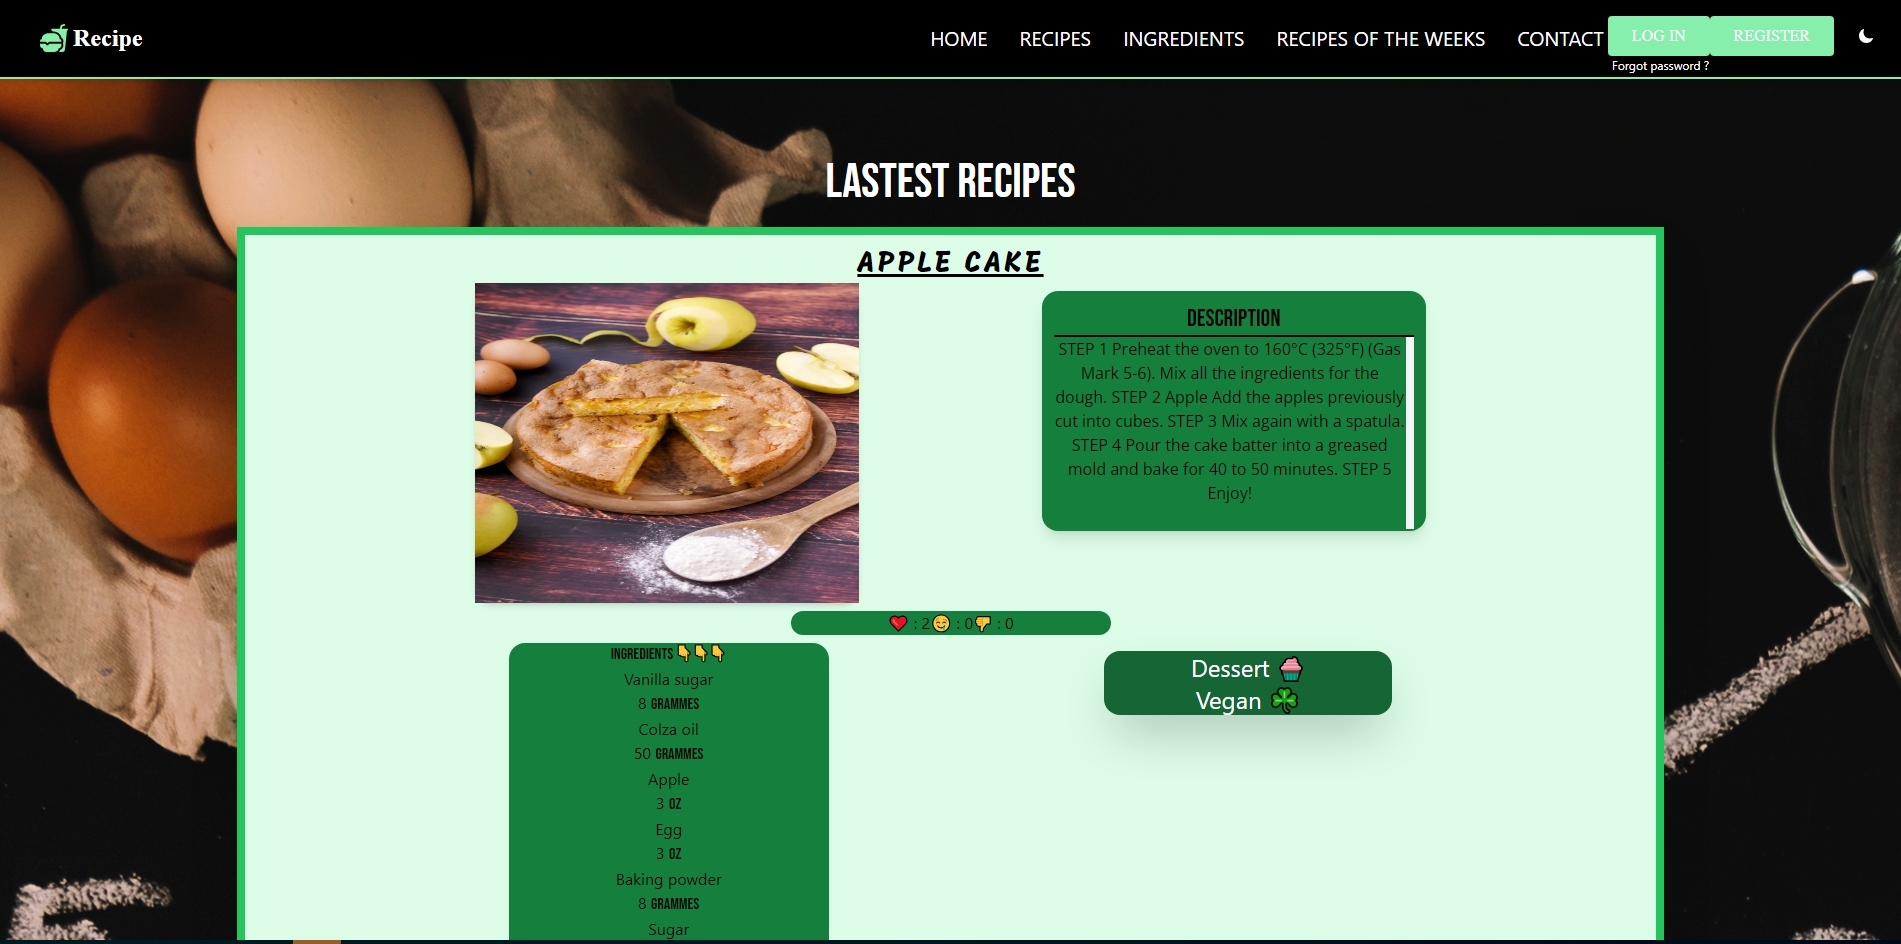 Recipe
HOME RECIPES INGREDIENTS RECIPES OF THE WEEKS CONTACT LOG IN REGISTER
Forgot password ?
LASTEST RECIPES
APPLE CAKE
DESCRIPTION
STEP 1 Preheat the oven to 160°C (325°F) (Gas
Mark 5-6). Mix all the ingredients for the
dough. STEP 2 Apple Add the apples previously
cut into cubes. STEP 3 Mix again with a spatula.
STEP 4 Pour the cake batter into a greased
mold and bake for 40 to 50 minutes. STEP 5
Enjoy!
❤️ : 2😊 : 0👎 : 0
INGREDIENTS 👇👇👇
Vanilla sugar
8 GRAMMES
Colza oil
50 GRAMMES
Apple
3 OZ
Egg
3 OZ
Baking powder
8 GRAMMES
Sugar
Dessert 🧁
Vegan ☘️